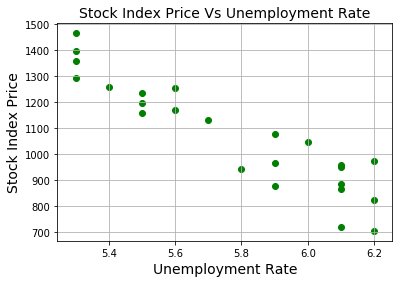 Stock Index Price Vs Unemployment Rate
Stock Index Price
1500
1400
1300
1200
1100
1000
900
800
700
5.4 5.6 5.8 6.0 6.2
Unemployment Rate